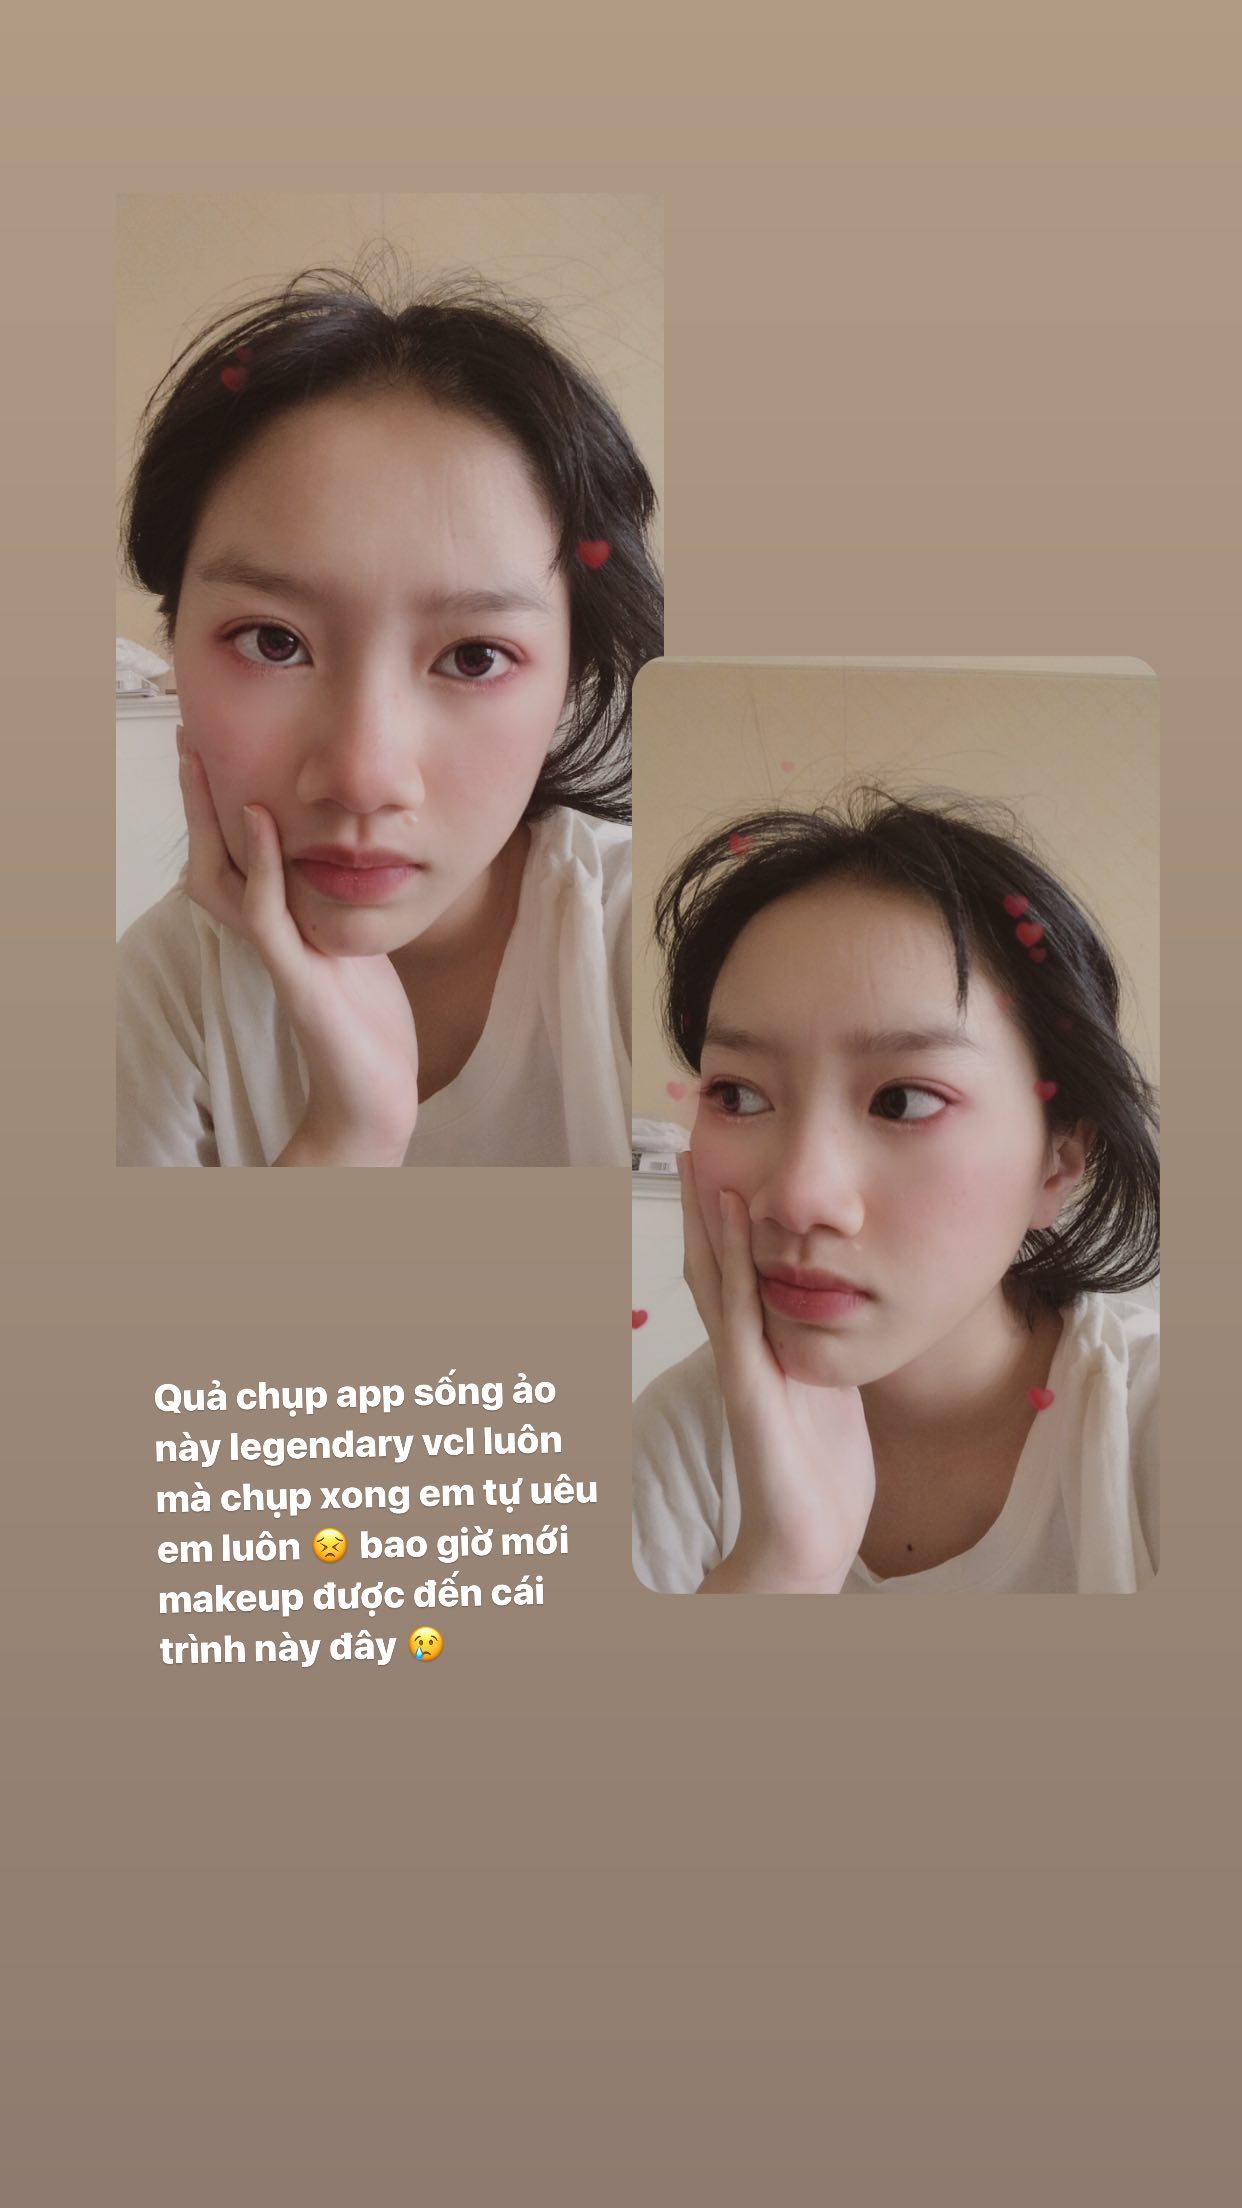 Quả chụp app sống ảo
này legendary vcl luôn
mà chụp xong em tự uêu
em luôn 😣 bao giờ mới
makeup được đến cái
trình này đây 😢